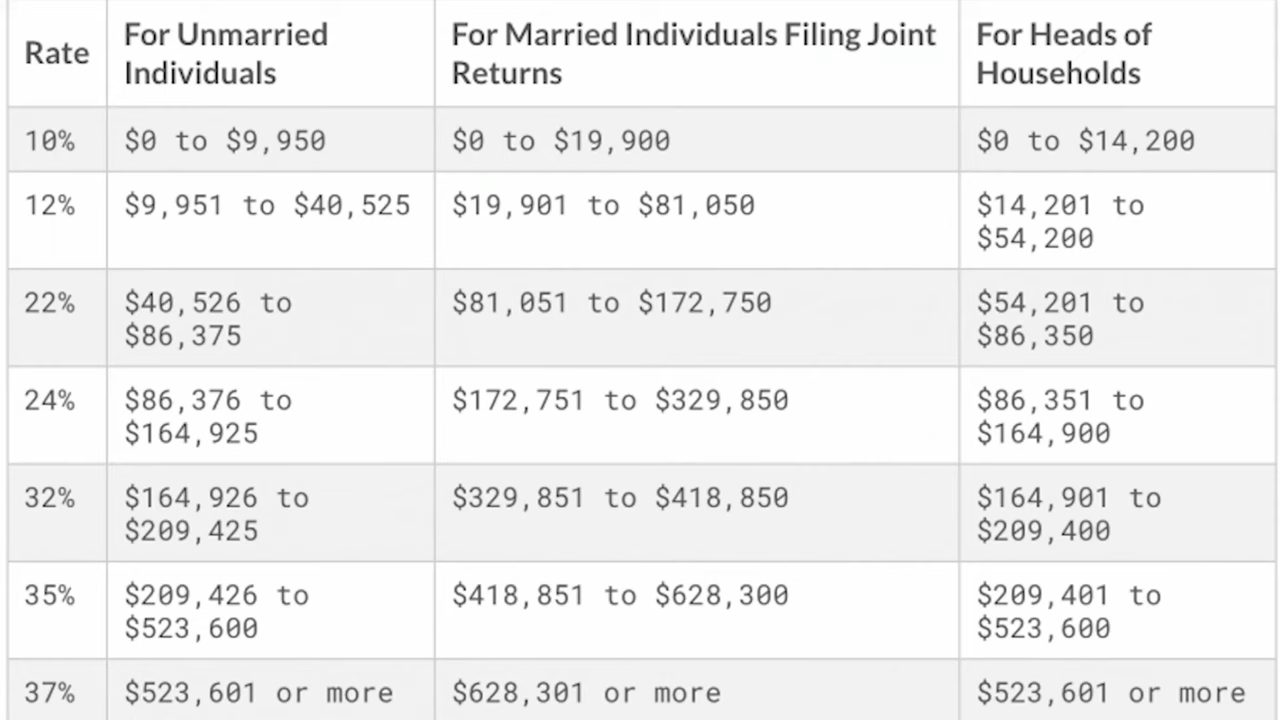 Rate For Unmarried Individuals For Married Individuals Filing Joint Returns For Heads of Households
10% $0 to $9,950 $0 to $19,900 $0 to $14,200
12% $9,951 to $40,525 $19,901 to $81,050 $14,201 to $54,200
22% $40,526 to $86,375 $81,051 to $172,750 $54,201 to $86,350
24% $86,376 to $164,925 $172,751 to $329,850 $86,351 to $164,900
32% $164,926 to $209,425 $329,851 to $418,850 $164,901 to $209,400
35% $209,426 to $523,600 $418,851 to $628,300 $209,401 to $523,600
37% $523,601 or more $628,301 or more $523,601 or more